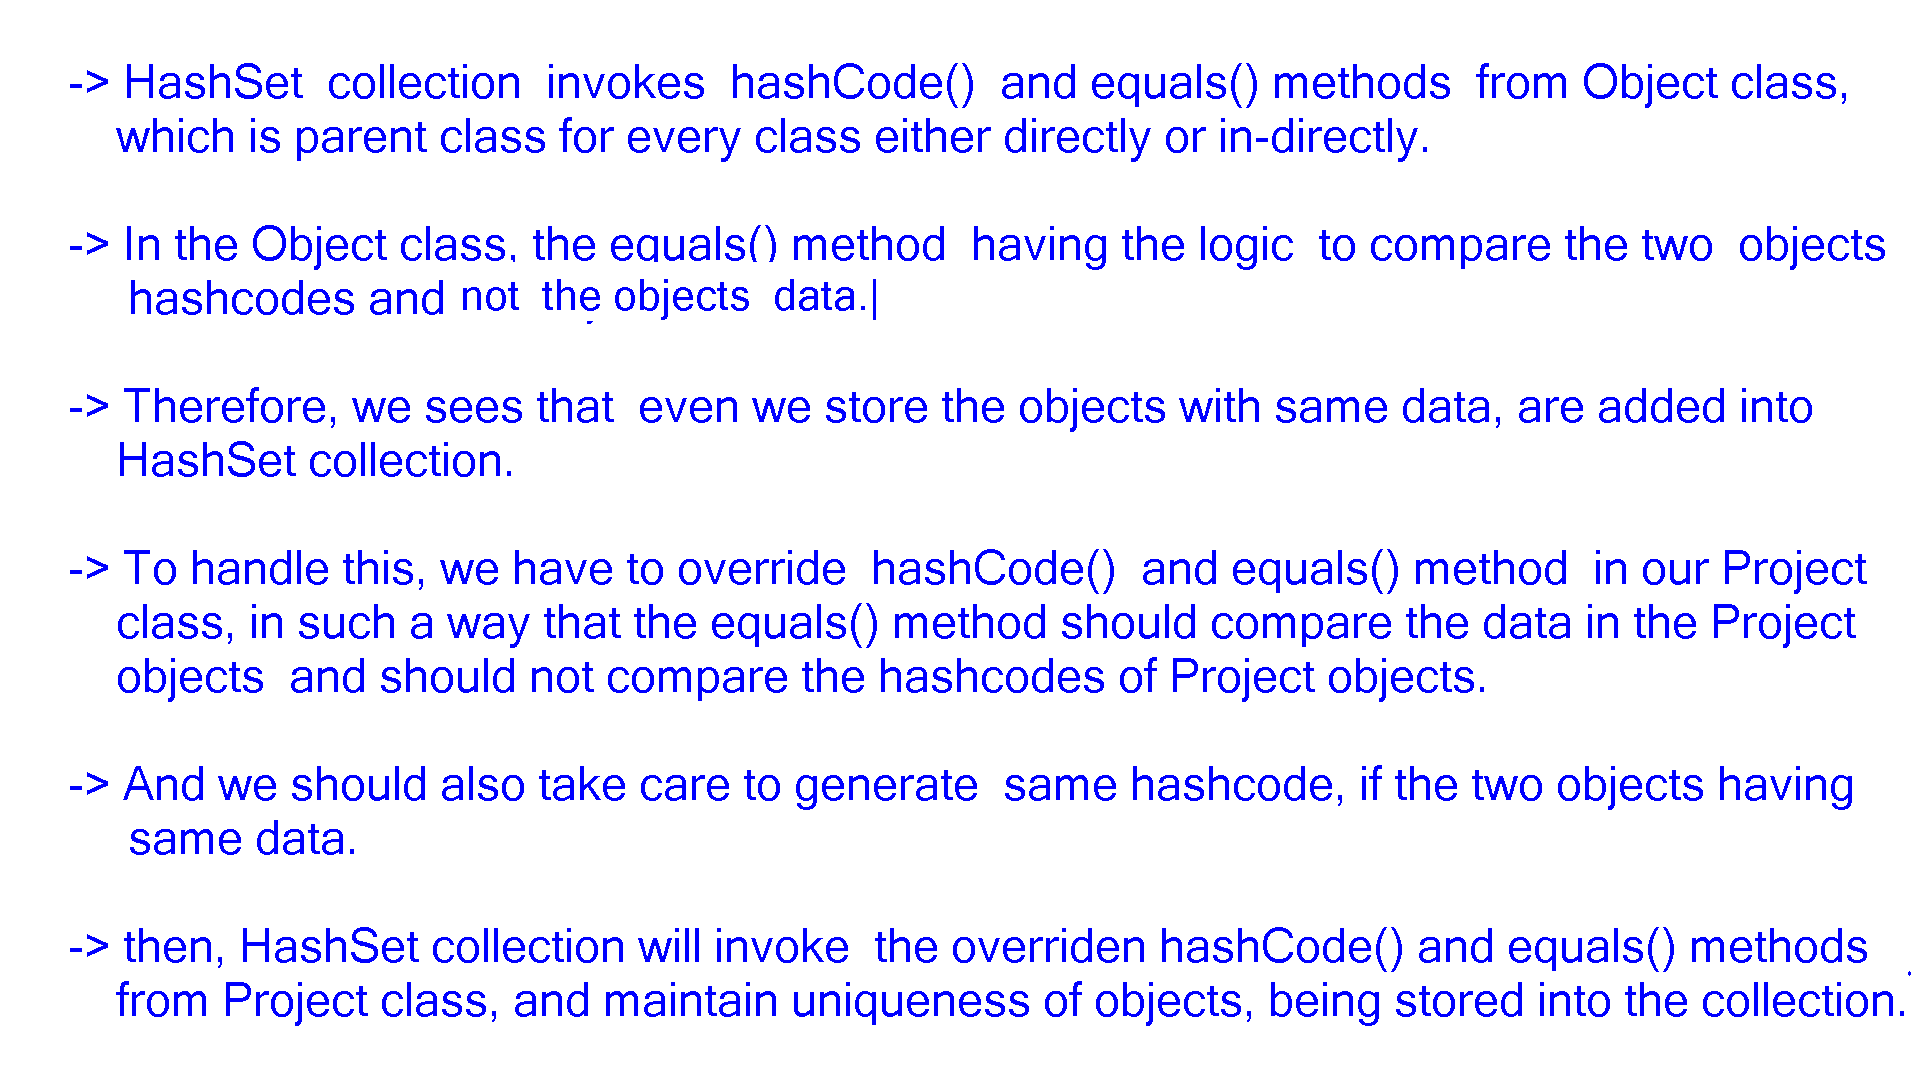 -> HashSet  collection  invokes  hashCode()  and equals() methods  from Object class,
which is parent class for every class either directly or in-directly.
-> In the Object class, the equals() method  having the logic  to compare the two  objects
hashcodes and not  the objects  data.|
-> Therefore, we sees that  even we store the objects with same data, are added into
HashSet collection.
-> To handle this, we have to override  hashCode()  and equals() method  in our Project
class, in such a way that the equals() method should compare the data in the Project
objects  and should not compare the hashcodes of Project objects.
-> And we should also take care to generate  same hashcode, if the two objects having
same data.
-> then, HashSet collection will invoke  the overriden hashCode() and equals() methods
from Project class, and maintain uniqueness of objects, being stored into the collection.